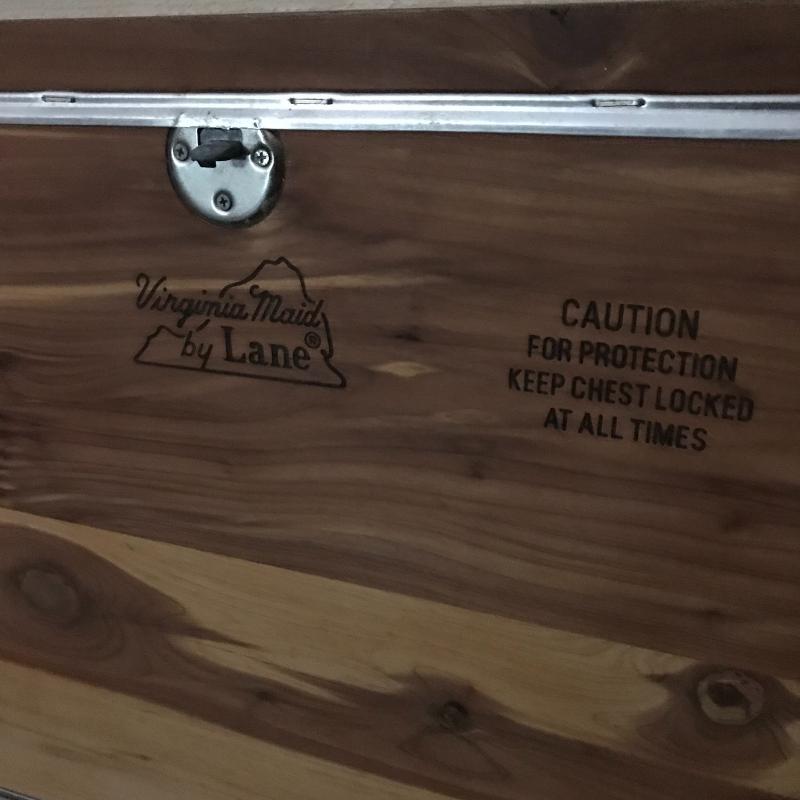 Virginia Maid
by Lane®
CAUTION
FOR PROTECTION
KEEP CHEST LOCKED
AT ALL TIMES